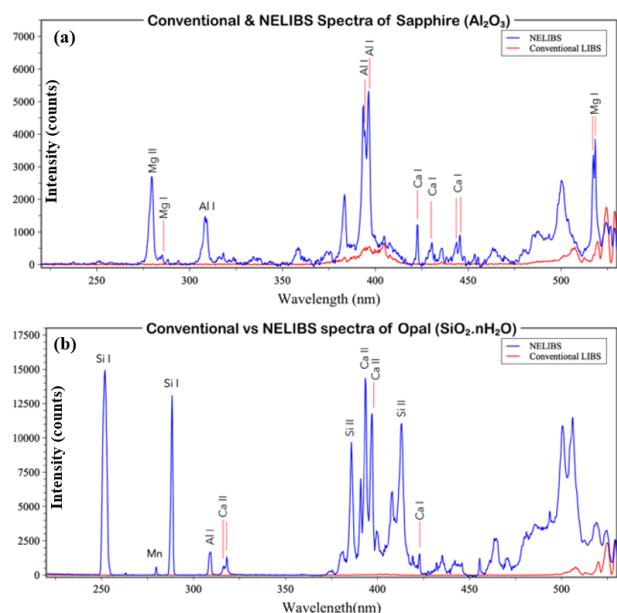 Conventional & NELIBS Spectra of Sapphire (Al₂O₃)
(a)
NELIBS
Conventional LIBS
Intensity (counts)
7000
6000
5000
4000
3000
2000
1000
0
Mg II
Mg I
Al I
Al I
Al I
Ca I
Ca I
Ca I
Mg I
250 300 350 400 450 500
Wavelength (nm)
Conventional vs NELIBS spectra of Opal (SiO₂.nH₂O)
(b)
NELIBS
Conventional LIBS
Intensity (counts)
17500
15000
12500
10000
7500
5000
2500
0
Si I
Mn
Si I
Al I
Ca II
Si II
Ca II
Ca II
Si II
Ca I
250 300 350 400 450 500
Wavelength(nm)